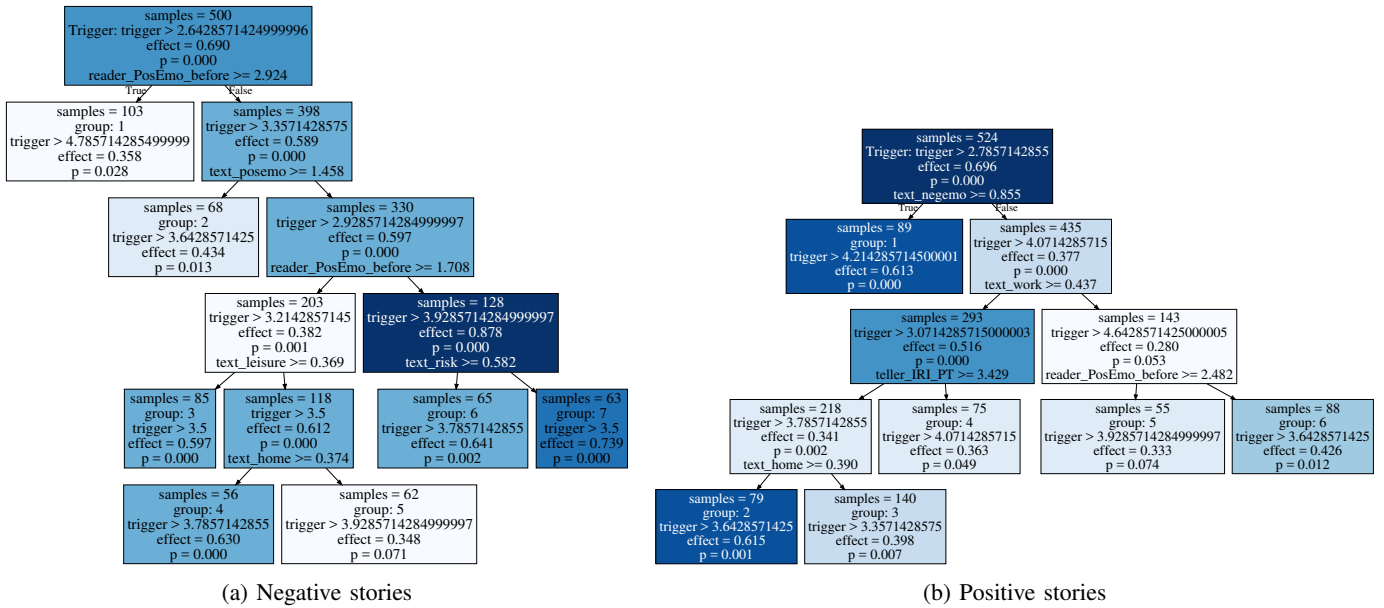 samples = 500
Trigger: trigger > 2.6428571424999996
effect = 0.690
p = 0.000
reader_PosEmo_before >= 2.924
True
False
samples = 103
group: 1
trigger > 4.785714285499999
effect = 0.358
p = 0.028
samples = 398
trigger > 3.3571428575
effect = 0.589
p = 0.000
text_posemo >= 1.458
samples = 68
group: 2
trigger > 3.6428571425
effect = 0.434
p = 0.013
samples = 330
trigger > 2.9285714284999997
effect = 0.597
p = 0.000
reader_PosEmo_before >= 1.708
samples = 203
trigger > 3.2142857145
effect = 0.382
p = 0.001
text_leisure >= 0.369
samples = 128
trigger > 3.9285714284999997
effect = 0.878
p = 0.000
text_risk >= 0.582
samples = 85
group: 3
trigger > 3.5
effect = 0.597
p = 0.000
samples = 118
trigger > 3.5
effect = 0.612
p = 0.000
text_home >= 0.374
samples = 65
group: 6
trigger > 3.7857142855
effect = 0.641
p = 0.002
samples = 63
group: 7
trigger > 3.5
effect = 0.739
p = 0.000
samples = 56
group: 4
trigger > 3.7857142855
effect = 0.630
p = 0.000
samples = 62
group: 5
trigger > 3.9285714284999997
effect = 0.348
p = 0.071
(a) Negative stories
samples = 524
Trigger: trigger > 2.7857142855
effect = 0.696
p = 0.000
text_negemo >= 0.855
True
False
samples = 89
group: 1
trigger > 4.214285714500001
effect = 0.613
p = 0.000
samples = 435
trigger > 4.0714285715
effect = 0.377
p = 0.000
text_work >= 0.437
samples = 293
trigger > 3.0714285715000003
effect = 0.516
p = 0.000
teller_IRI_PT >= 3.429
samples = 143
trigger > 4.6428571425000005
effect = 0.280
p = 0.053
reader_PosEmo_before >= 2.482
samples = 218
trigger > 3.7857142855
effect = 0.341
p = 0.002
text_home >= 0.390
samples = 75
group: 4
trigger > 4.0714285715
effect = 0.363
p = 0.049
samples = 55
group: 5
trigger > 3.9285714284999997
effect = 0.333
p = 0.074
samples = 88
group: 6
trigger > 3.6428571425
effect = 0.426
p = 0.012
samples = 79
group: 2
trigger > 3.6428571425
effect = 0.615
p = 0.001
samples = 140
group: 3
trigger > 3.3571428575
effect = 0.398
p = 0.007
(b) Positive stories